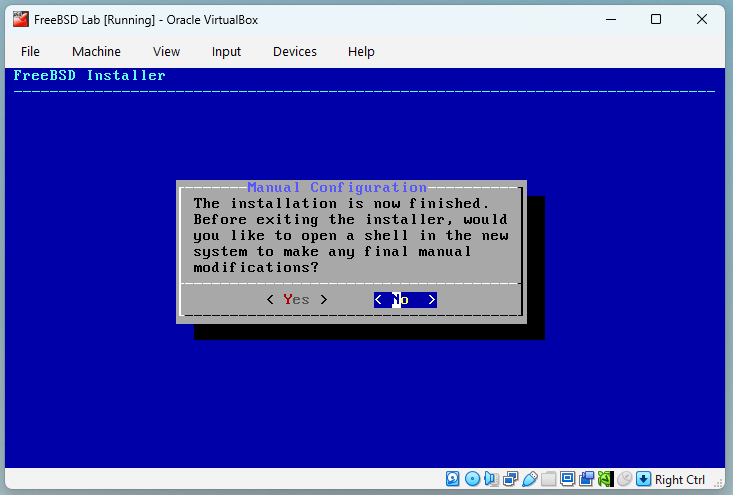 FreeBSD Lab [Running] - Oracle VirtualBox
File Machine View Input Devices Help
FreeBSD Installer
Manual Configuration
The installation is now finished.
Before exiting the installer, would
you like to open a shell in the new
system to make any final manual
modifications?
< Yes > < No >
Right Ctrl